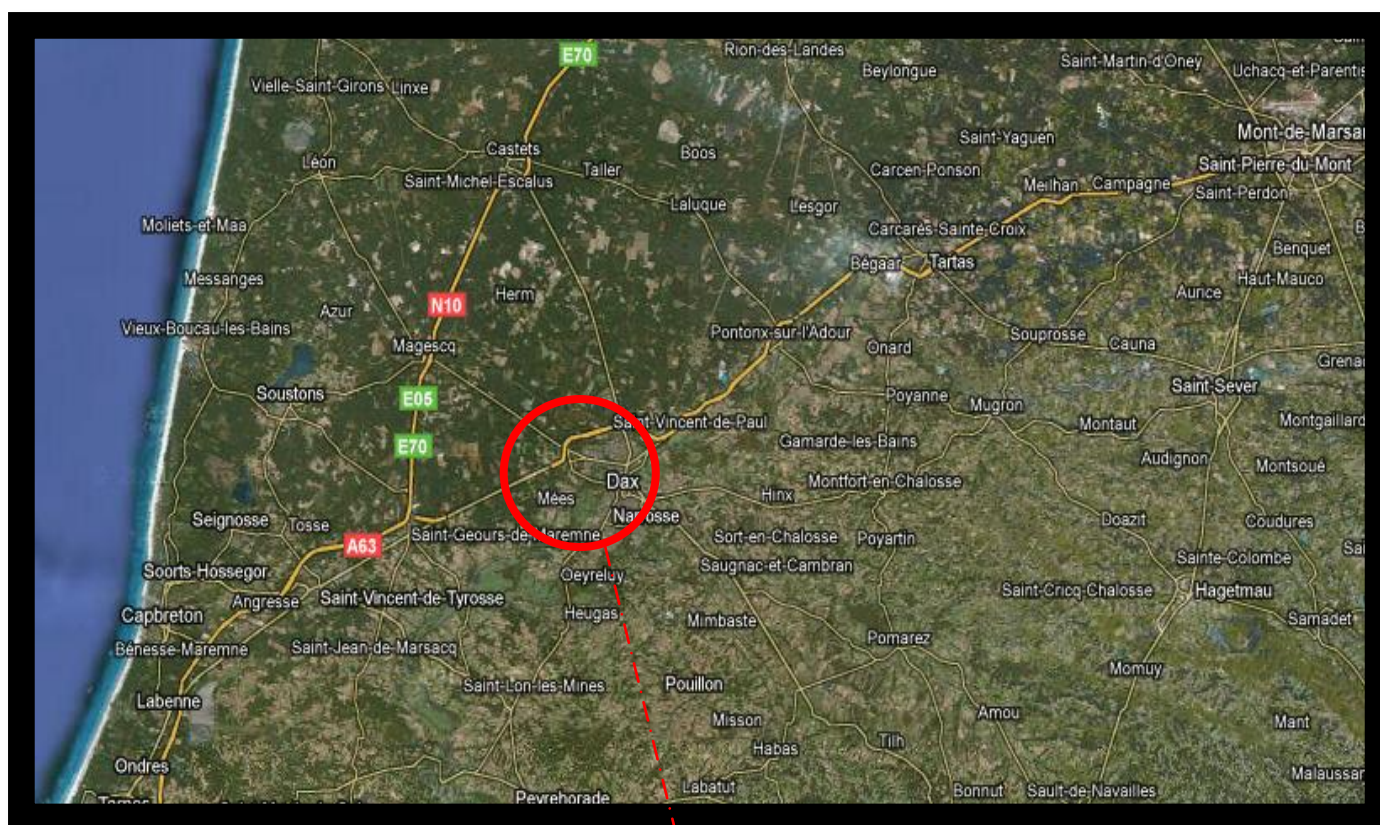 E70
Rion-des-Landes
Beylongue
Saint-Martin-d'Oney
Uchacq-et-Parentis
Vielle-Saint-Girons
Linxe
Mont-de-Marsa
Saint-Yaguen
Castets
Boos
Léon
Taller
Carcen-Ponson
Saint-Pierre-du-Mont
Saint-Michel-Escalus
Meilhan
Campagne
Saint-Perdon
Laluque
Lesgor
Moliets-et-Maa
Carcarès-Sainte-Croix
Benquet
Bégaar
Tartas
Messanges
Haut-Mauco
Herm
Aurice
N10
Azur
Vieux-Boucau-les-Bains
Pontonx-sur-l'Adour
Souprosse
Magescq
Onard
Cauna
Grena
Saint-Sever
Soustons
E05
Poyanne
Mugron
Saint-Vincent-de-Paul
Montaut
Montgaillard
E70
Gamarde-les-Bains
Audignon
Montsoué
Dax
Montfort-en-Chalosse
Mées
Hinx
Seignosse
Tosse
Narrosse
Doazit
Coudures
A63
Saint-Geours-de-Maremne
Sort-en-Chalosse
Poyartin
Sai
Sainte-Colombe
Soorts-Hossegor
Oeyreluy
Saugnac-et-Cambran
Angresse
Saint-Vincent-de-Tyrosse
Saint-Cricq-Chalosse
Hagetmau
Capbreton
Heugas
Mimbaste
Samadet
Bénesse-Maremne
Saint-Jean-de-Marsacq
Pomarez
Momuy
Saint-Lon-les-Mines
Pouillon
Labenne
Misson
Amou
Mant
Habas
Tilh
Ondres
Malaussar
Labatut
Peyrehorade
Bonnut
Sault-de-Navailles